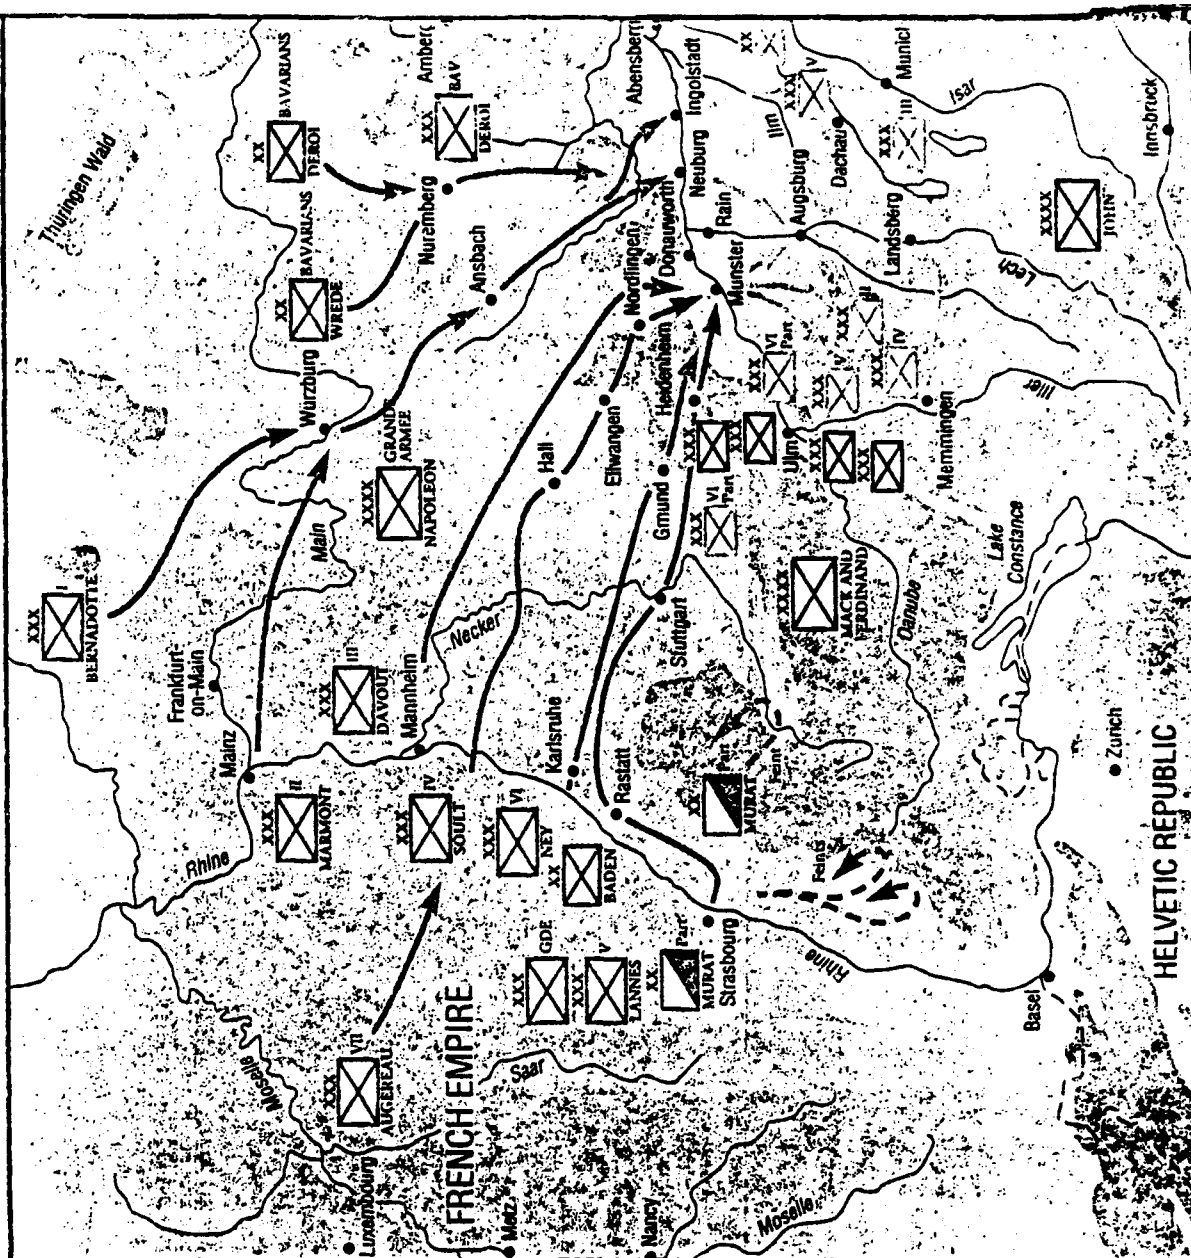 XXX
I
BERNADOTTE
Thüringen Wald
Frankfurt-
on-Main
Rhine
Mainz
XX
BAVARIANS
DEROI
XX
BAVARIANS
WREDE
Würzburg
XXX
II
MARMONT
Moselle
XXX
VII
AUGEREAU
Luxembourg
Main
XXX
III
DAVOUT
Mannheim
XXXX
GRANDE
ARMEE
NAPOLEON
Nuremberg
Amberg
XXX
I
BAV
DEROI
XXX
IV
SOULT
FRENCH EMPIRE
Metz
Necker
Ansbach
XXX
VI
NEY
Saar
XXX
GDE
XX
BADEN
Karlsruhe
Hall
Ellwangen
XXX
V
LANNES
Rastatt
Nancy
XX
Part
MURAT
Strasbourg
Stuttgart
Gmund
Heidenheim
Nordlingen
Donauworth
Abensberg
Ingolstadt
Neuburg
XXX
VI
Part
XXX
XXX
XX
Part
MURAT
Feint
Munster
Rain
Moselle
Feints
Rhine
XXXX
MACK AND
FERDINAND
Ulm
XXX
VI
Part
XXX
XXX
XXX
V
XXX
II
XXX
IV
Augsburg
Ilm
XX
XXX
V
Dachau
Munich
Danube
Memmingen
Landsberg
XXX
III
Isar
Lake
Constance
Iller
Lech
Basel
Zurich
XXXX
JOHN
Innsbruck
HELVETIC REPUBLIC